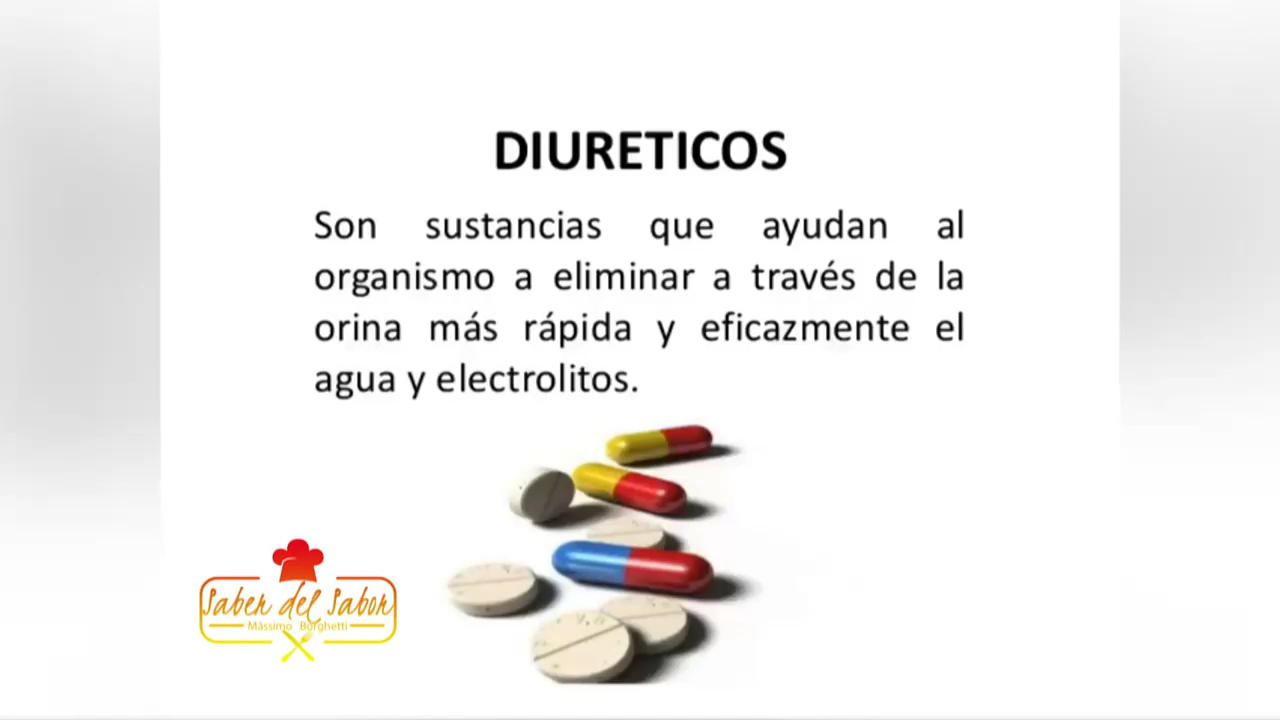 DIURETICOS
Son sustancias que ayudan al
organismo a eliminar a través de la
orina más rápida y eficazmente el
agua y electrolitos.
Saber del Sabor
Màssimo Borghetti